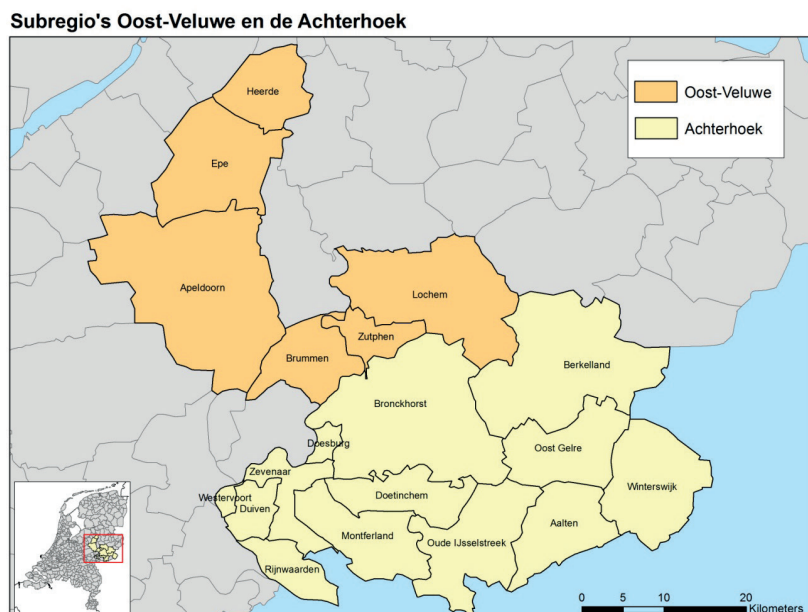 Subregio's Oost-Veluwe en de Achterhoek
Oost-Veluwe
Achterhoek
Heerde
Epe
Apeldoorn
Lochem
Zutphen
Brummen
Berkelland
Bronckhorst
Doesburg
Oost Gelre
Zevenaar
Winterswijk
Westervoort
Doetinchem
Duiven
Aalten
Montferland
Oude IJsselstreek
Rijnwaarden
0 5 10 20
Kilometers